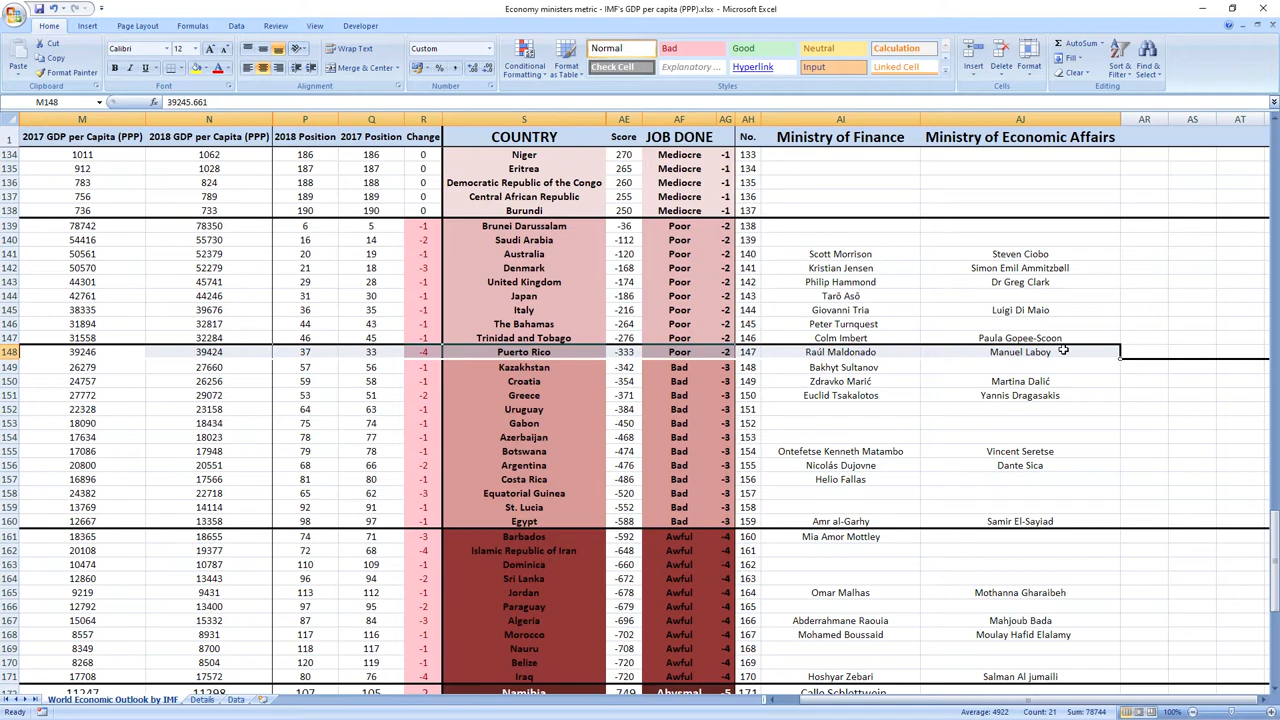 Economy ministers metric - IMF's GDP per capita (PPP).xlsx - Microsoft Excel
Home Insert Page Layout Formulas Data Review View Developer
Cut Calibri 12 Wrap Text Custom Normal Bad Good Neutral Calculation AutoSum
Paste Copy Fill
Format Painter Merge & Center Conditional Formatting Format as Table Check Cell Explanatory ... Hyperlink Input Linked Cell Insert Delete Format Clear Sort & Filter Find & Select
Clipboard Font Alignment Number Styles Cells Editing
M148 39245.661
M N P Q R S AE AF AG AH AI AJ AR AS AT
1 2017 GDP per Capita (PPP) 2018 GDP per Capita (PPP) 2018 Position 2017 Position Change COUNTRY Score JOB DONE No. Ministry of Finance Ministry of Economic Affairs
134 1011 1062 186 186 0 Niger 270 Mediocre -1 133
135 912 1028 187 187 0 Eritrea 265 Mediocre -1 134
136 783 824 188 188 0 Democratic Republic of the Congo 260 Mediocre -1 135
137 756 789 189 189 0 Central African Republic 255 Mediocre -1 136
138 736 733 190 190 0 Burundi 250 Mediocre -1 137
139 78742 78350 6 5 -1 Brunei Darussalam -36 Poor -2 138
140 54416 55730 16 14 -2 Saudi Arabia -112 Poor -2 139
141 50561 52379 20 19 -1 Australia -120 Poor -2 140 Scott Morrison Steven Ciobo
142 50570 52379 21 18 -3 Denmark -168 Poor -2 141 Kristian Jensen Simon Emil Ammitzbøll
143 44301 45741 29 28 -1 United Kingdom -174 Poor -2 142 Philip Hammond Dr Greg Clark
144 42761 44246 31 30 -1 Japan -186 Poor -2 143 Tarō Asō
145 38335 39676 36 35 -1 Italy -216 Poor -2 144 Giovanni Tria Luigi Di Maio
146 31894 32817 44 43 -1 The Bahamas -264 Poor -2 145 Peter Turnquest
147 31558 32284 46 45 -1 Trinidad and Tobago -276 Poor -2 146 Colm Imbert Paula Gopee-Scoon
148 39246 39424 37 33 -4 Puerto Rico -333 Poor -2 147 Raúl Maldonado Manuel Laboy
149 26279 27660 57 56 -1 Kazakhstan -342 Bad -3 148 Bakhyt Sultanov
150 24757 26256 59 58 -1 Croatia -354 Bad -3 149 Zdravko Marić Martina Dalić
151 27772 29072 53 51 -2 Greece -371 Bad -3 150 Euclid Tsakalotos Yannis Dragasakis
152 22328 23158 64 63 -1 Uruguay -384 Bad -3 151
153 18090 18434 75 74 -1 Gabon -450 Bad -3 152
154 17634 18023 78 77 -1 Azerbaijan -468 Bad -3 153
155 17086 17948 79 78 -1 Botswana -474 Bad -3 154 Ontefetse Kenneth Matambo Vincent Seretse
156 20800 20551 68 66 -2 Argentina -476 Bad -3 155 Nicolás Dujovne Dante Sica
157 16896 17566 81 80 -1 Costa Rica -486 Bad -3 156 Helio Fallas
158 24382 22718 65 62 -3 Equatorial Guinea -520 Bad -3 157
159 13769 14114 92 91 -1 St. Lucia -552 Bad -3 158
160 12667 13358 98 97 -1 Egypt -588 Bad -3 159 Amr al-Garhy Samir El-Sayiad
161 18365 18655 74 71 -3 Barbados -592 Awful -4 160 Mia Amor Mottley
162 20108 19377 72 68 -4 Islamic Republic of Iran -648 Awful -4 161
163 10474 10787 110 109 -1 Dominica -660 Awful -4 162
164 12860 13443 96 94 -2 Sri Lanka -672 Awful -4 163
165 9219 9431 113 112 -1 Jordan -678 Awful -4 164 Omar Malhas Mothanna Gharaibeh
166 12792 13400 97 95 -2 Paraguay -679 Awful -4 165
167 15064 15332 87 84 -3 Algeria -696 Awful -4 166 Abderrahmane Raouia Mahjoub Bada
168 8557 8931 117 116 -1 Morocco -702 Awful -4 167 Mohamed Boussaid Moulay Hafid Elalamy
169 8349 8700 118 117 -1 Nauru -708 Awful -4 168
170 8268 8504 120 119 -1 Belize -720 Awful -4 169
171 17708 17572 80 76 -4 Iraq -720 Awful -4 170 Hoshyar Zebari Salman Al jumaili
172 11247 11298 107 105 -2 Namibia 749 Abysmal -5 171 Calle Schlettwein
World Economic Outlook by IMF Details Data
Ready Average: 4922 Count: 21 Sum: 78744 100%